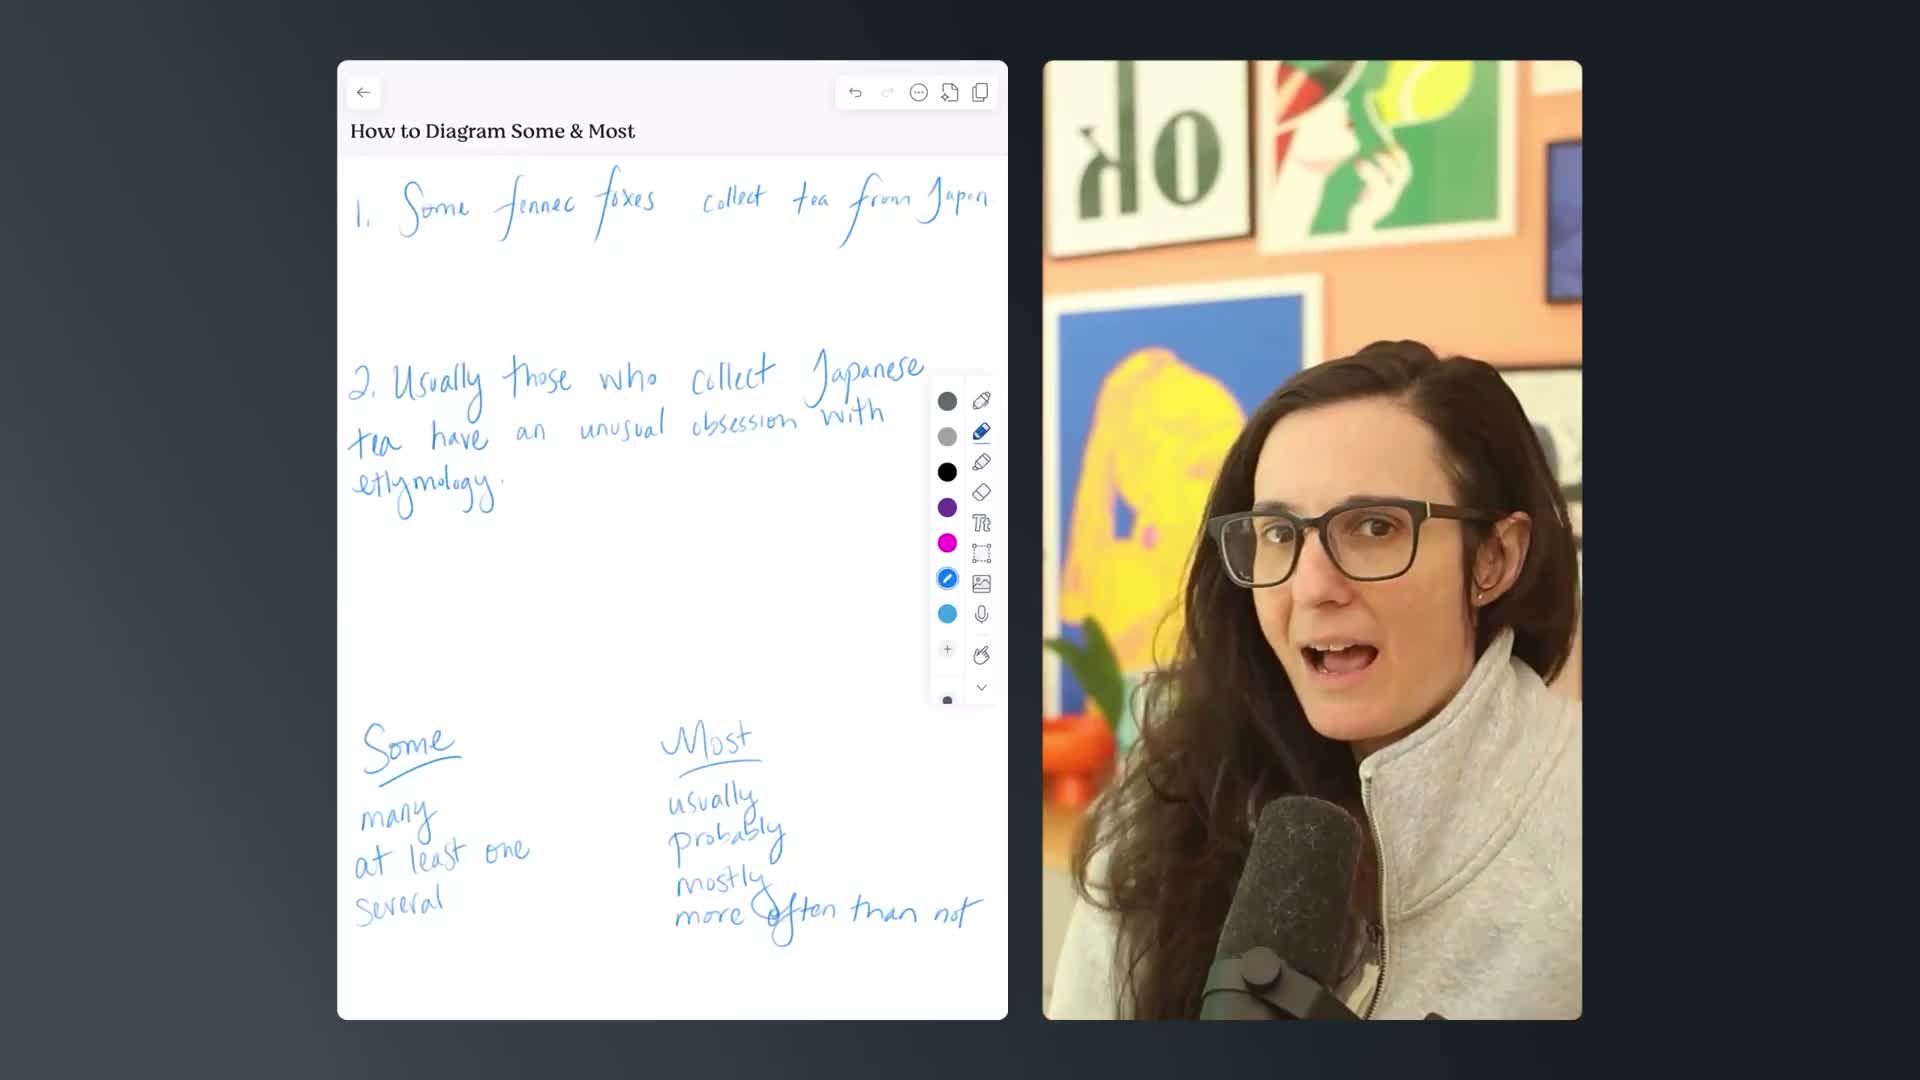 How to Diagram Some & Most
1. Some fennec foxes collect tea from Japan.
2. Usually those who collect Japanese
tea have an unusual obsession with
etlymology.
Tt
Some
many
at least one
several
Most
usually
probably
mostly
more often than not
OK